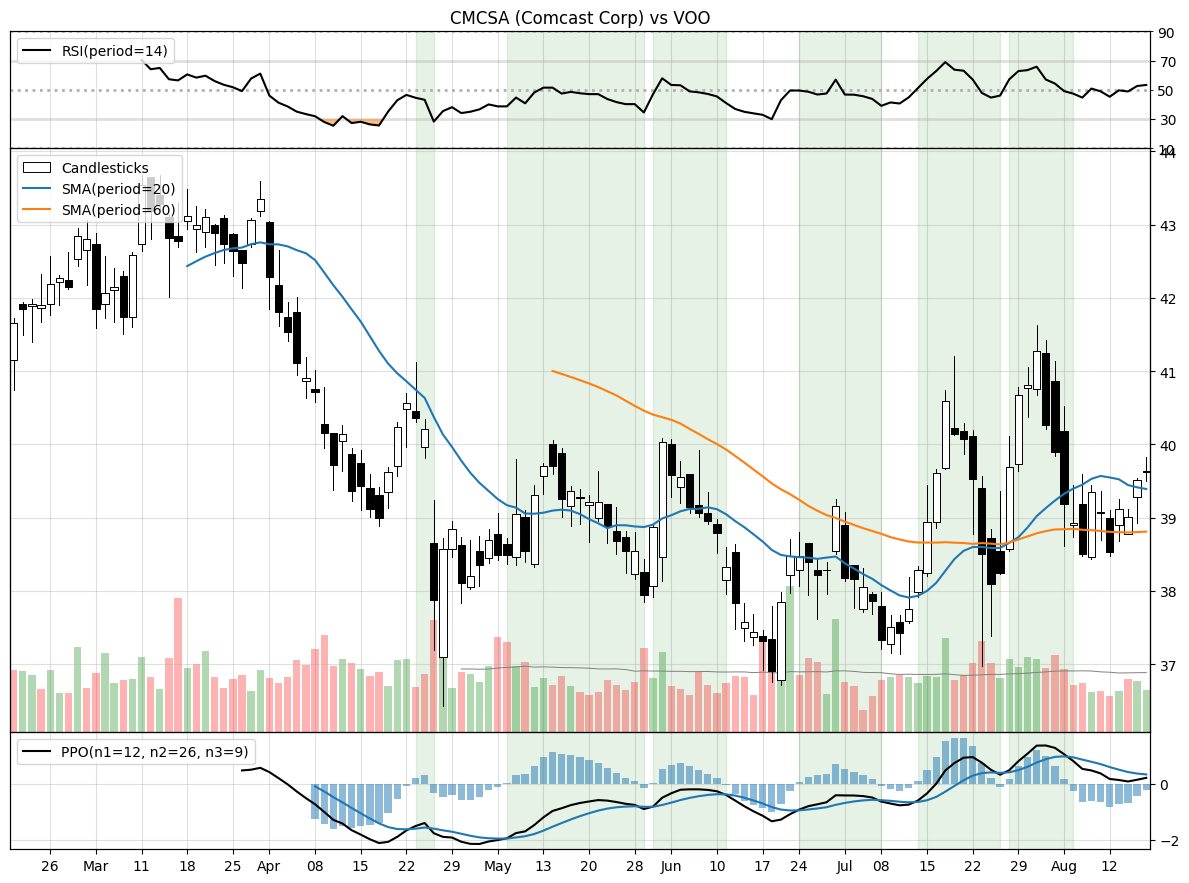 CMCSA (Comcast Corp) vs VOO
RSI(period=14)
90
70
50
30
10
Candlesticks
SMA(period=20)
SMA(period=60)
44
43
42
41
40
39
38
37
PPO(n1=12, n2=26, n3=9)
0
−2
26 Mar 11 18 25 Apr 08 15 22 29 May 13 20 28 Jun 10 17 24 Jul 08 15 22 29 Aug 12